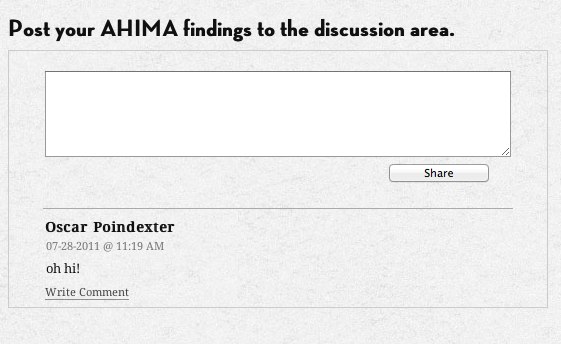 Post your AHIMA findings to the discussion area.
Share
Oscar Poindexter
07-28-2011 @ 11:19 AM
oh hi!
Write Comment